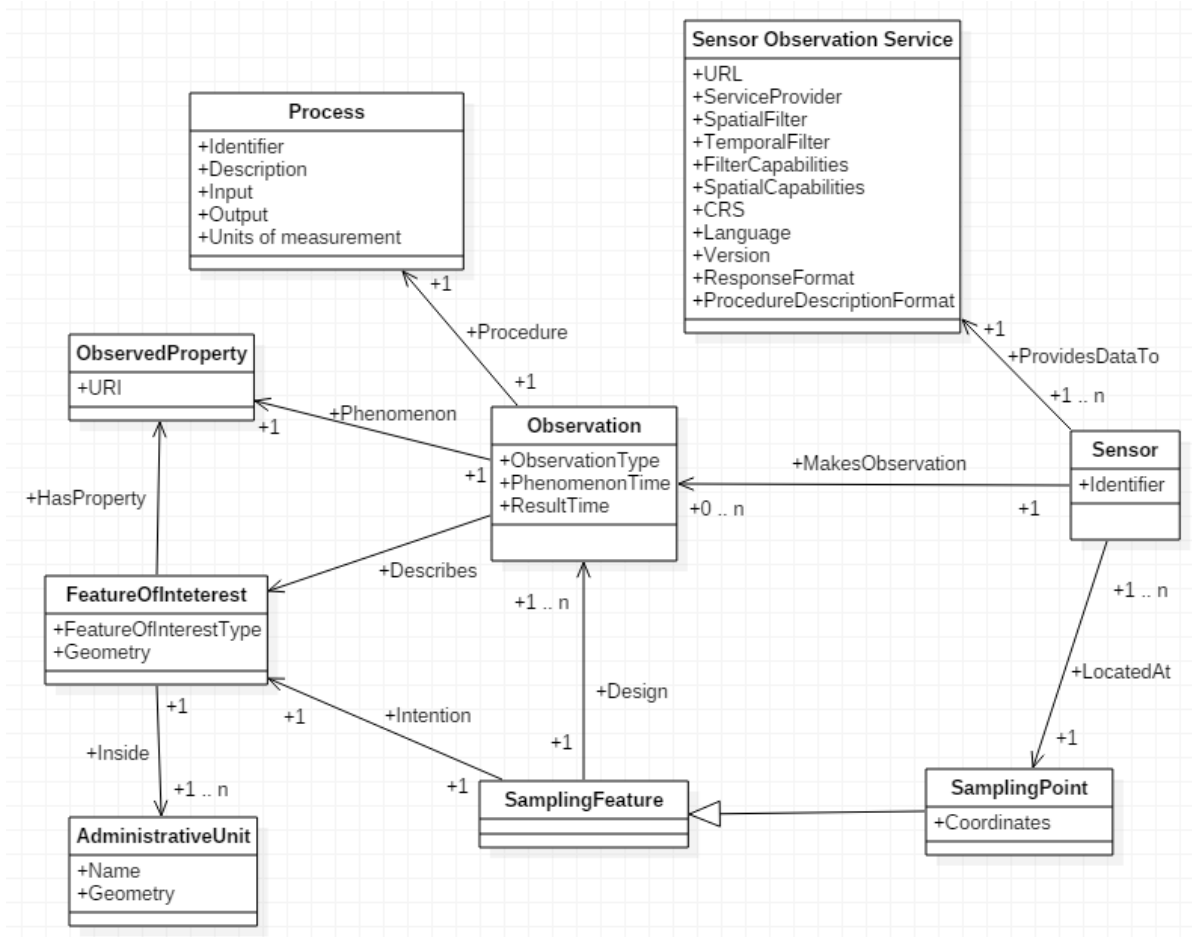 Sensor Observation Service
+URL
+ServiceProvider
+SpatialFilter
+TemporalFilter
+FilterCapabilities
+SpatialCapabilities
+CRS
+Language
+Version
+ResponseFormat
+ProcedureDescriptionFormat
Process
+Identifier
+Description
+Input
+Output
+Units of measurement
+1
+Procedure
+1
+1
+ProvidesDataTo
+1 .. n
ObservedProperty
+URI
+Phenomenon
+1
+1
Observation
+ObservationType
+PhenomenonTime
+ResultTime
+MakesObservation
+0 .. n
+1
Sensor
+Identifier
+HasProperty
+Describes
FeatureOfInteterest
+FeatureOfInterestType
+Geometry
+1 .. n
+Design
+1
+1 .. n
+LocatedAt
+1
+1
+Intention
+1
+1
+Inside
+1 .. n
SamplingFeature
SamplingPoint
+Coordinates
AdministrativeUnit
+Name
+Geometry